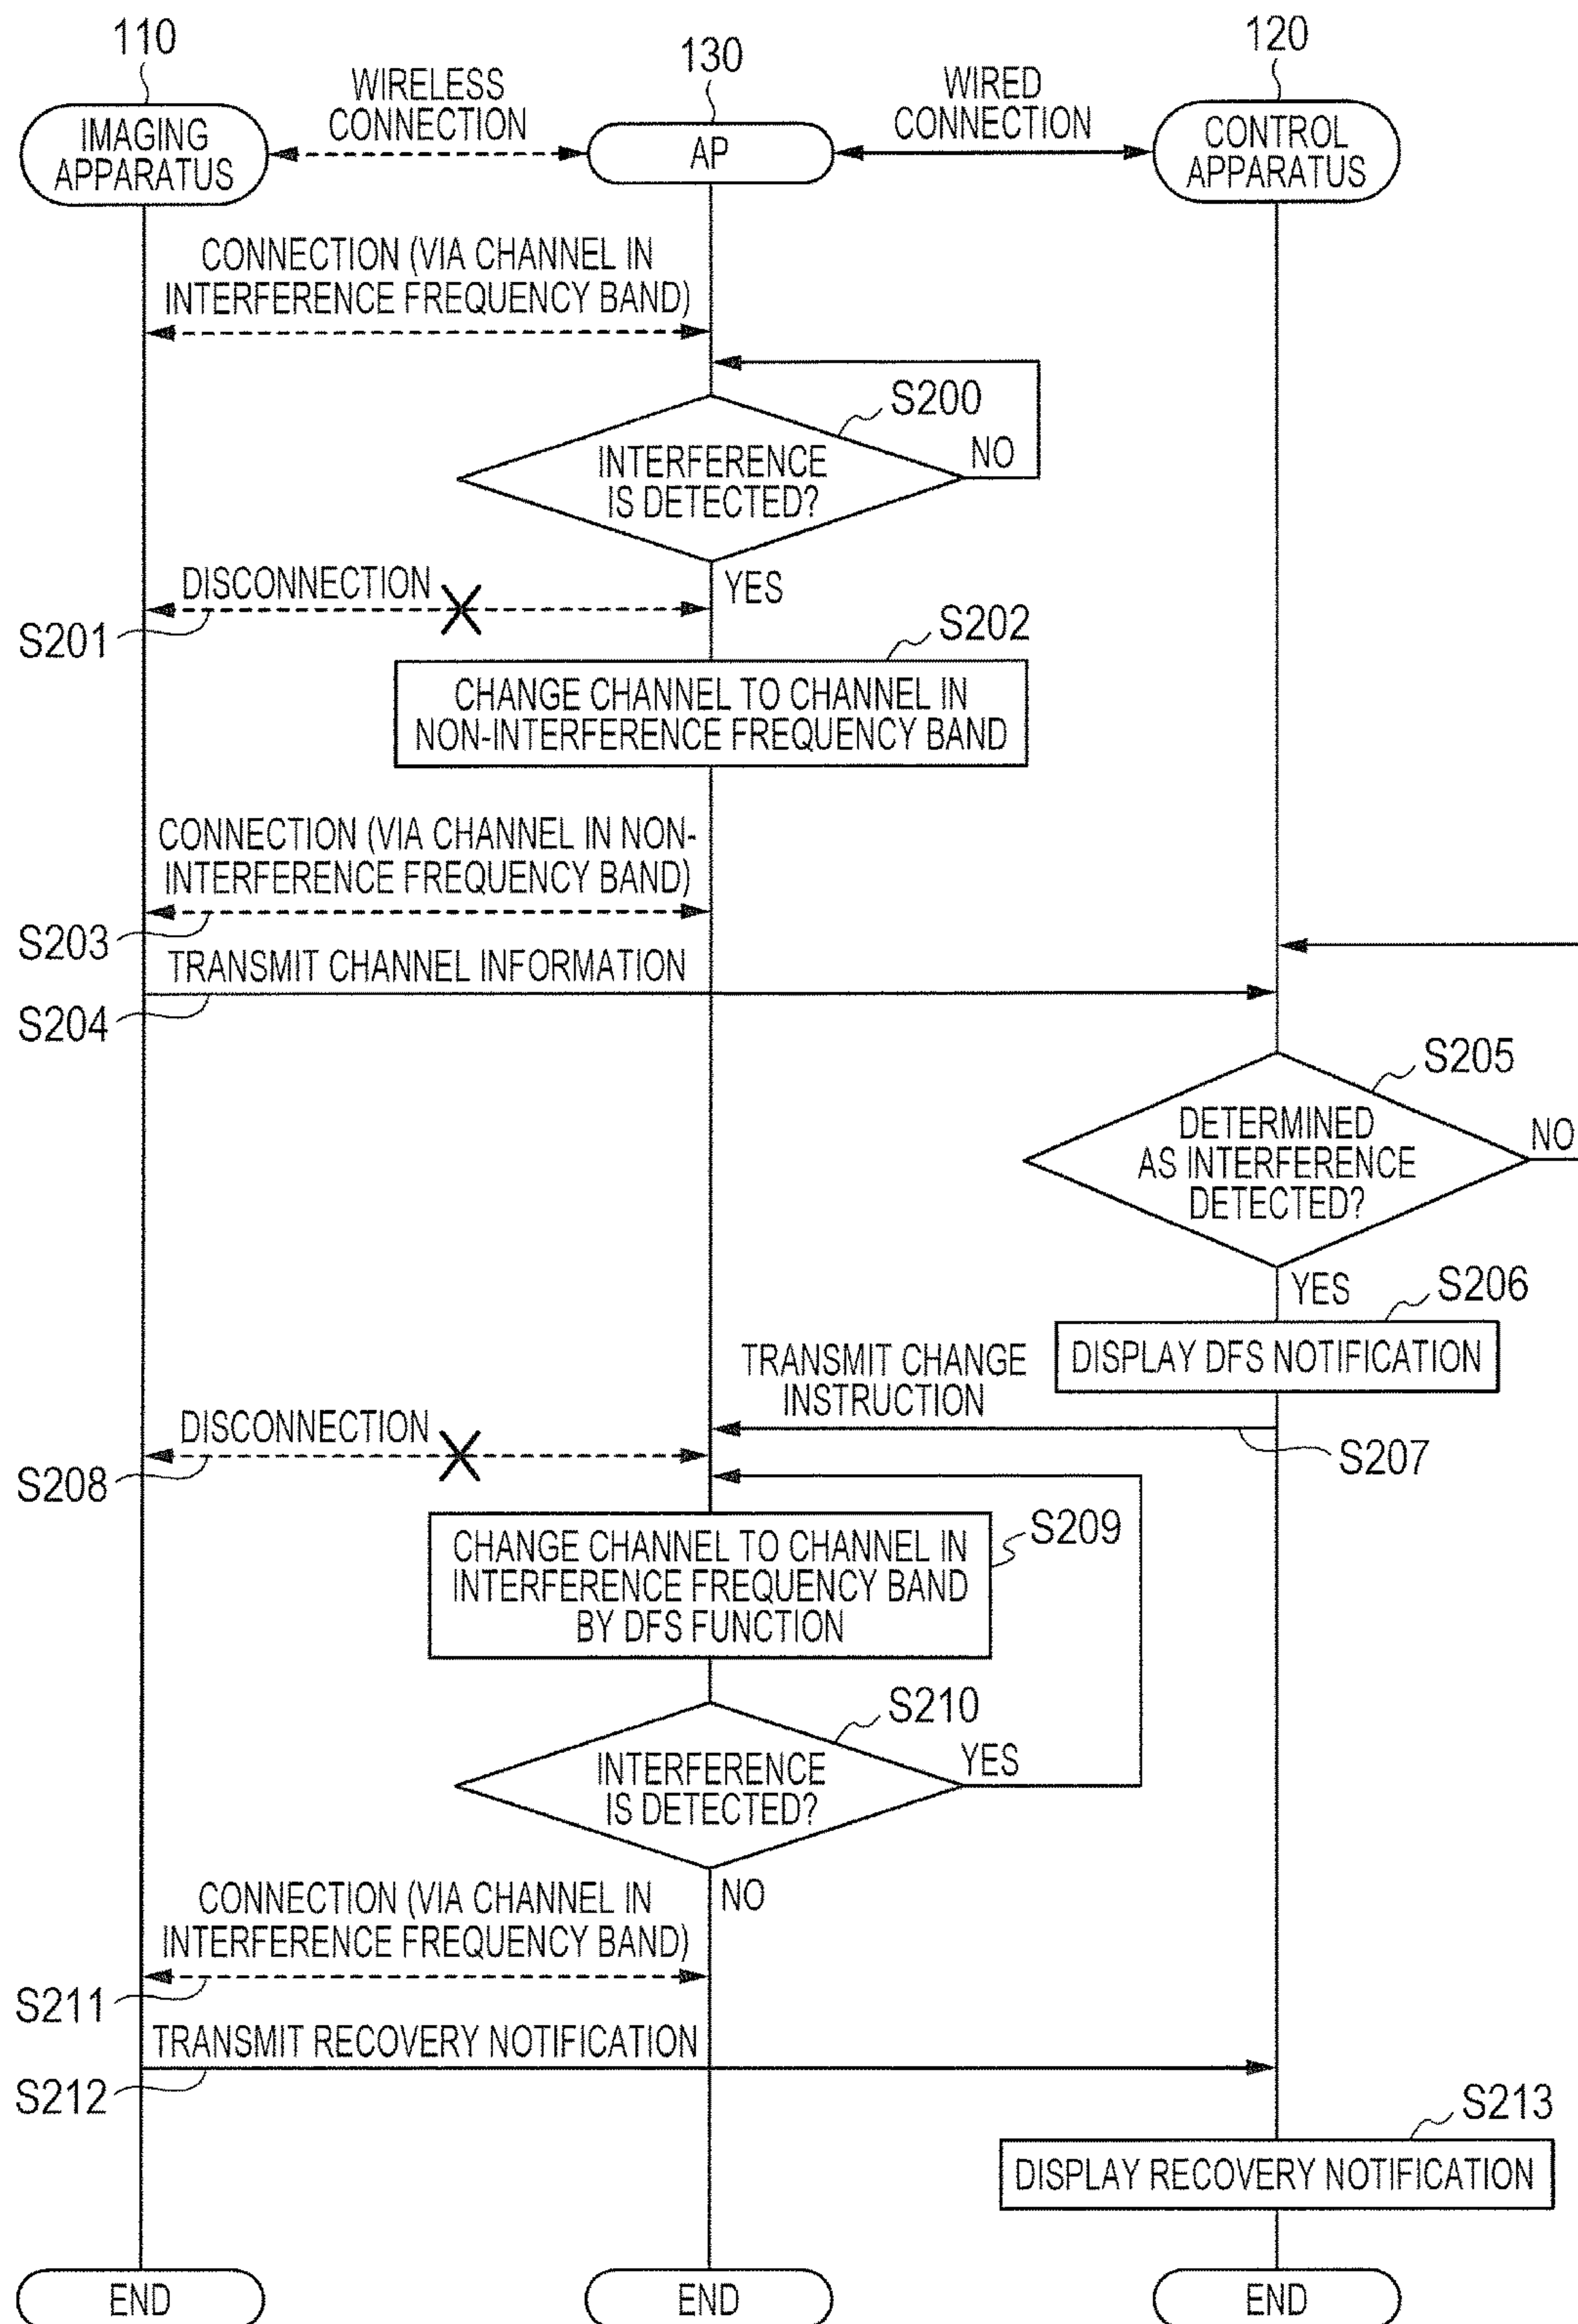 110
130
120
IMAGING
APPARATUS
WIRELESS
CONNECTION
AP
WIRED
CONNECTION
CONTROL
APPARATUS
CONNECTION (VIA CHANNEL IN
INTERFERENCE FREQUENCY BAND)
S200
INTERFERENCE
IS DETECTED?
NO
YES
DISCONNECTION
S201
S202
CHANGE CHANNEL TO CHANNEL IN
NON-INTERFERENCE FREQUENCY BAND
CONNECTION (VIA CHANNEL IN NON-
INTERFERENCE FREQUENCY BAND)
S203
TRANSMIT CHANNEL INFORMATION
S204
S205
DETERMINED
AS INTERFERENCE
DETECTED?
NO
YES
S206
DISPLAY DFS NOTIFICATION
TRANSMIT CHANGE
INSTRUCTION
S207
DISCONNECTION
S208
S209
CHANGE CHANNEL TO CHANNEL IN
INTERFERENCE FREQUENCY BAND
BY DFS FUNCTION
S210
INTERFERENCE
IS DETECTED?
YES
NO
CONNECTION (VIA CHANNEL IN
INTERFERENCE FREQUENCY BAND)
S211
TRANSMIT RECOVERY NOTIFICATION
S212
S213
DISPLAY RECOVERY NOTIFICATION
END
END
END